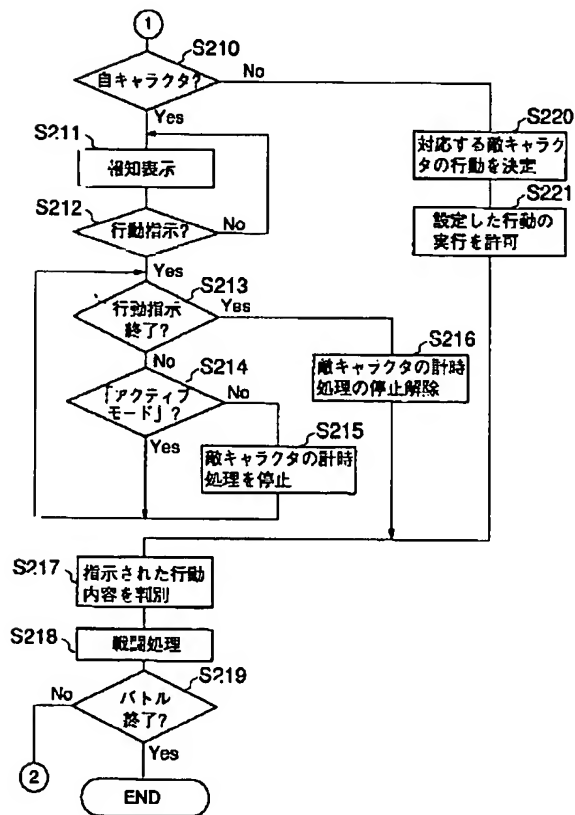 1
S210
自キャラクタ?
No
Yes
S211
報知表示
S212
行動指示?
No
Yes
S213
行動指示
終了?
Yes
No
S214
「アクティブ
モード」?
No
Yes
S215
敵キャラクタの計時
処理を停止
S216
敵キャラクタの計時
処理の停止解除
S220
対応する敵キャラク
タの行動を決定
S221
設定した行動の
実行を許可
S217
指示された行動
内容を判別
S218
戦闘処理
S219
バトル
終了?
No
Yes
2
END